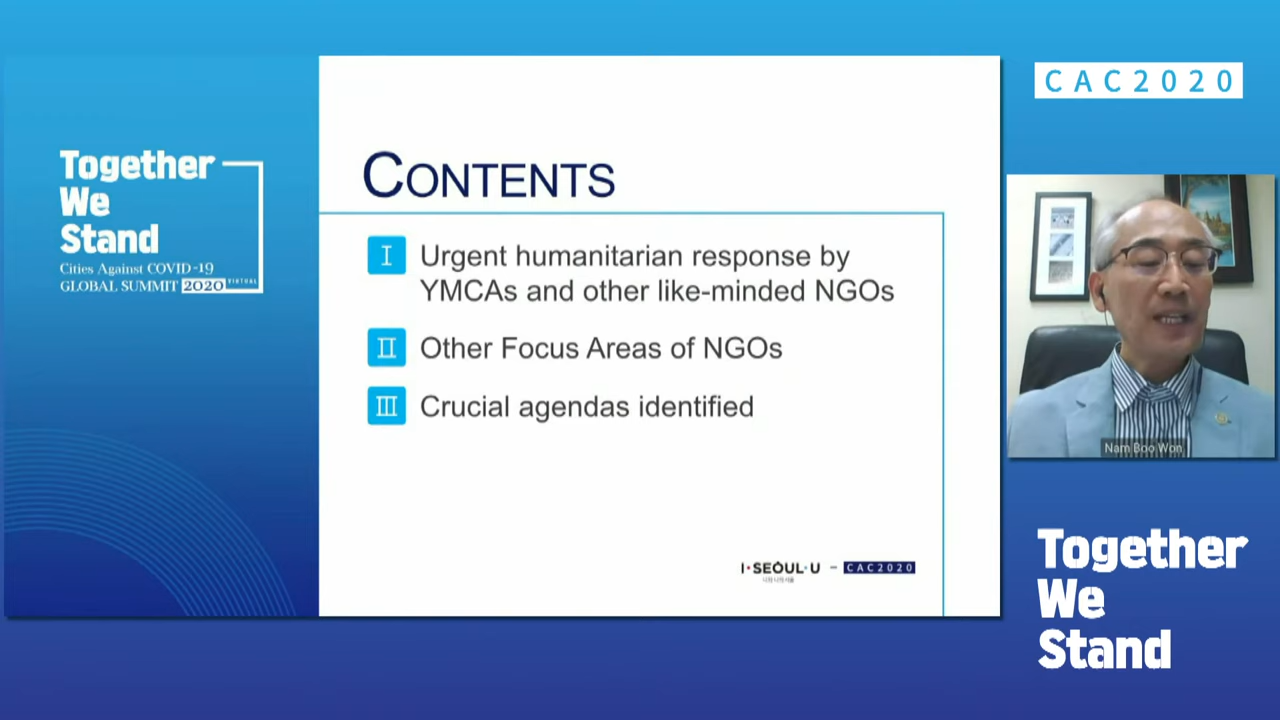 CAC2020
Together
We
Stand
Cities Against COVID-19
GLOBAL SUMMIT 2020 VIRTUAL
CONTENTS
I Urgent humanitarian response by
YMCAs and other like-minded NGOs
II Other Focus Areas of NGOs
III Crucial agendas identified
I·SEOUL·U – CAC2020
Nam Boo Won
Together
We
Stand